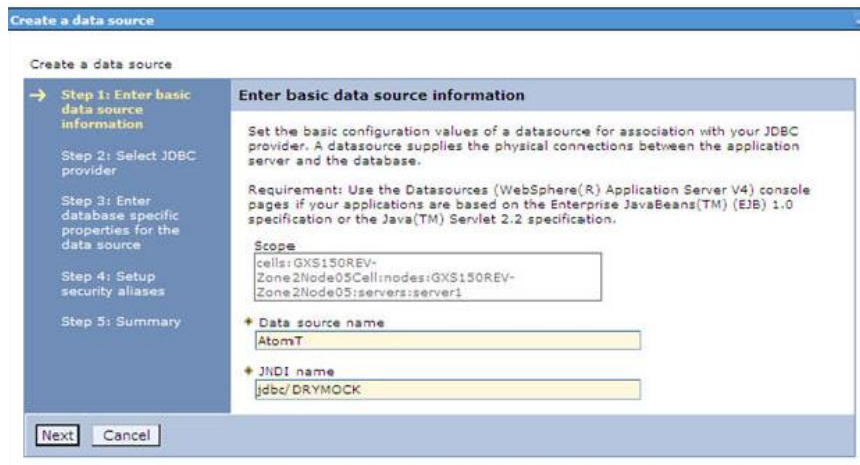 Create a data source
Create a data source
Step 1: Enter basic
data source
information
Step 2: Select JDBC
provider
Step 3: Enter
database specific
properties for the
data source
Step 4: Setup
security aliases
Step 5: Summary
Enter basic data source information
Set the basic configuration values of a datasource for association with your JDBC
provider. A datasource supplies the physical connections between the application
server and the database.
Requirement: Use the Datasources (WebSphere(R) Application Server V4) console
pages if your applications are based on the Enterprise JavaBeans(TM) (EJB) 1.0
specification or the Java(TM) Servlet 2.2 specification.
Scope
cells:GXS150REV-
Zone2Node05Cell:nodes:GXS150REV-
Zone2Node05:servers:server1
Data source name
AtomT
JNDI name
jdbc/DRYMOCK
Next Cancel